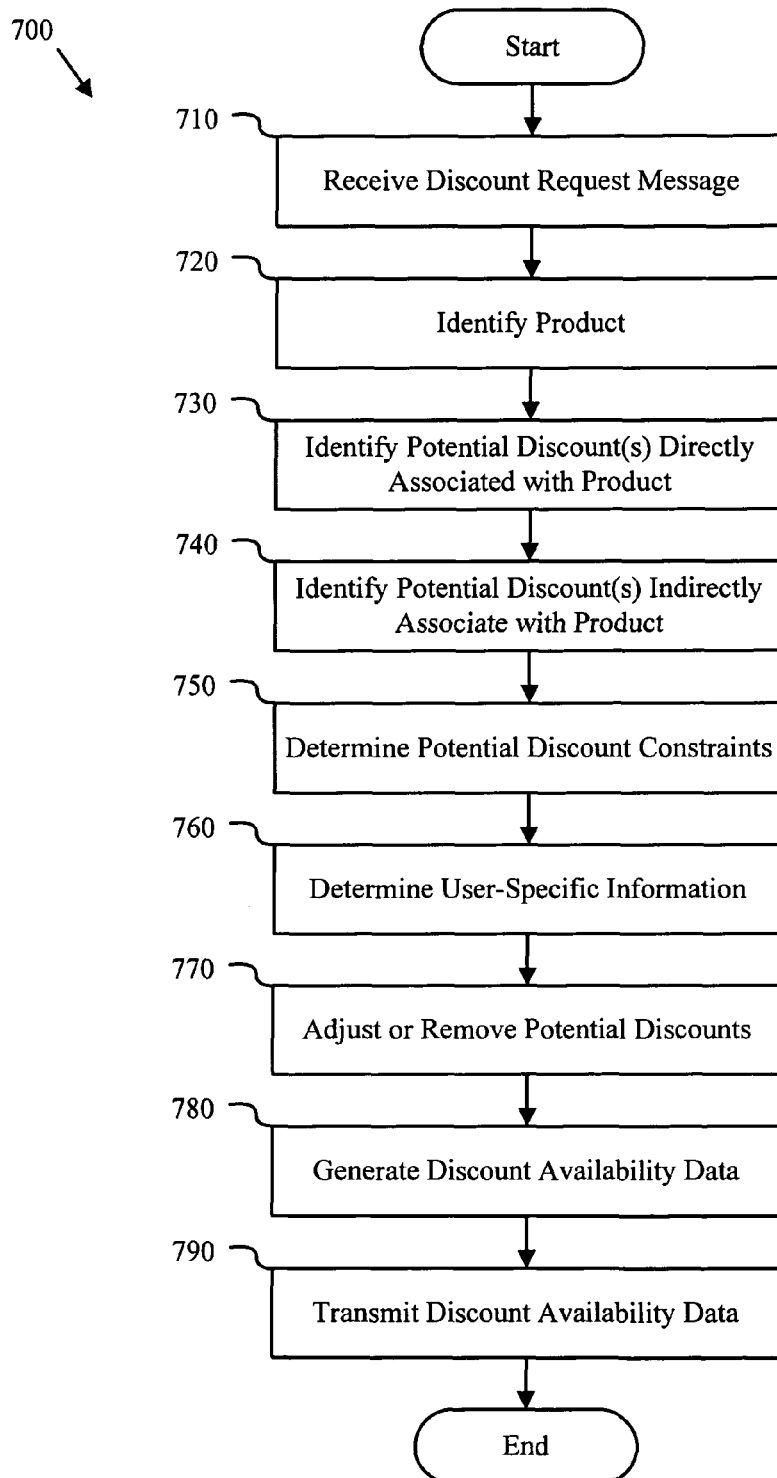 700
Start
710
Receive Discount Request Message
720
Identify Product
730
Identify Potential Discount(s) Directly
Associated with Product
740
Identify Potential Discount(s) Indirectly
Associate with Product
750
Determine Potential Discount Constraints
760
Determine User-Specific Information
770
Adjust or Remove Potential Discounts
780
Generate Discount Availability Data
790
Transmit Discount Availability Data
End